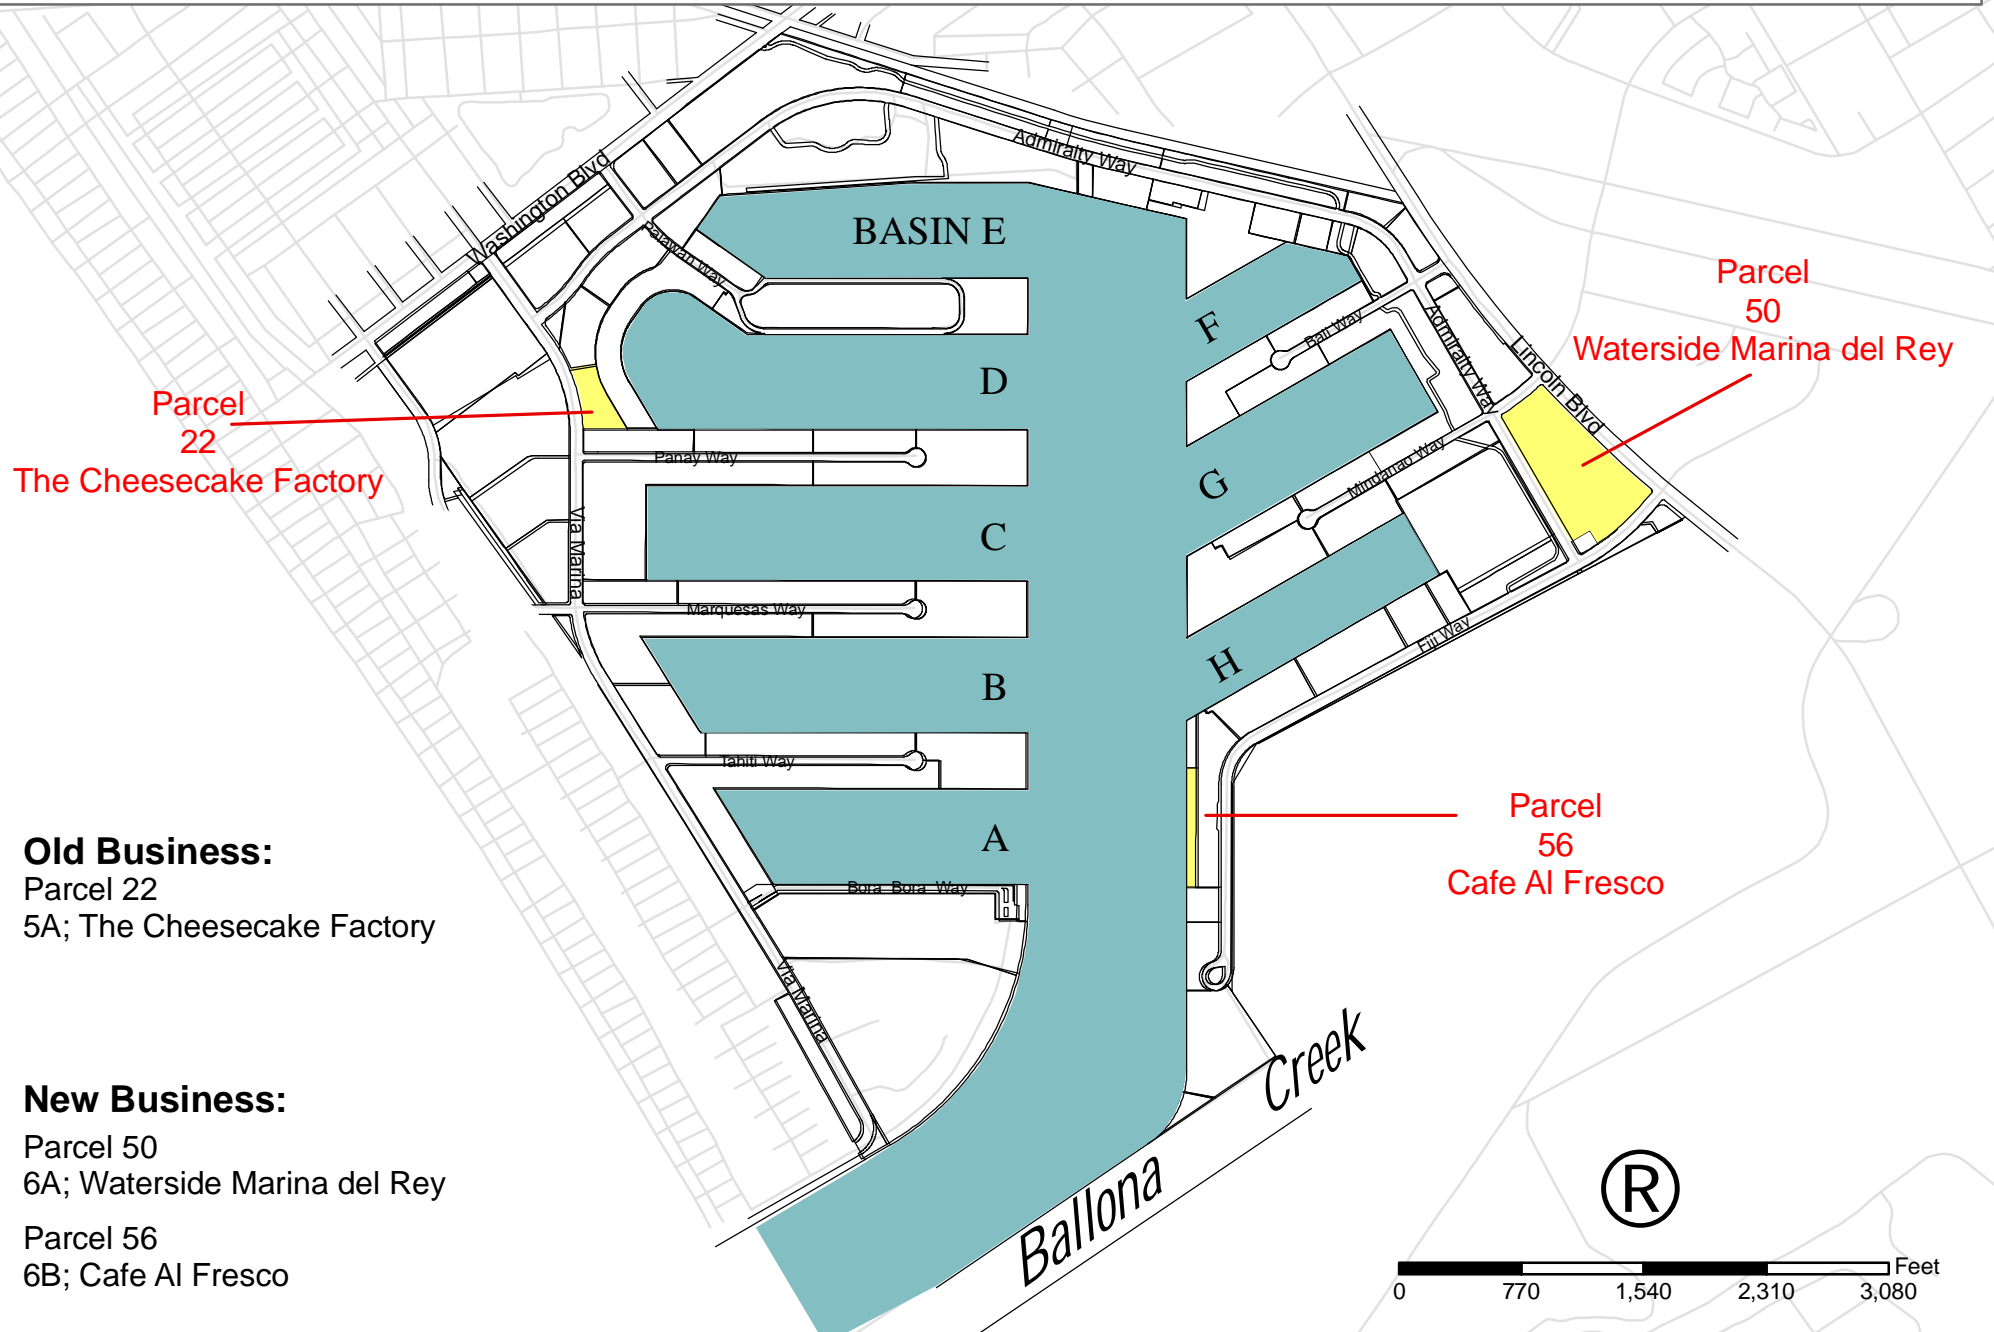 Washington Blvd
Admiralty Way
Palawan Way
BASIN E
F
Bali Way
Admiralty Way
Lincoln Blvd
Parcel
50
Waterside Marina del Rey
D
Parcel
22
The Cheesecake Factory
Panay Way
G
Mindanao Way
Via Marina
C
Marquesas Way
Fiji Way
H
B
Tahiti Way
A
Parcel
56
Cafe Al Fresco
Bora Bora Way
Via Marina
Old Business:
Parcel 22
5A; The Cheesecake Factory
New Business:
Parcel 50
6A; Waterside Marina del Rey
Parcel 56
6B; Cafe Al Fresco
Ballona Creek
®
Feet
0 770 1,540 2,310 3,080